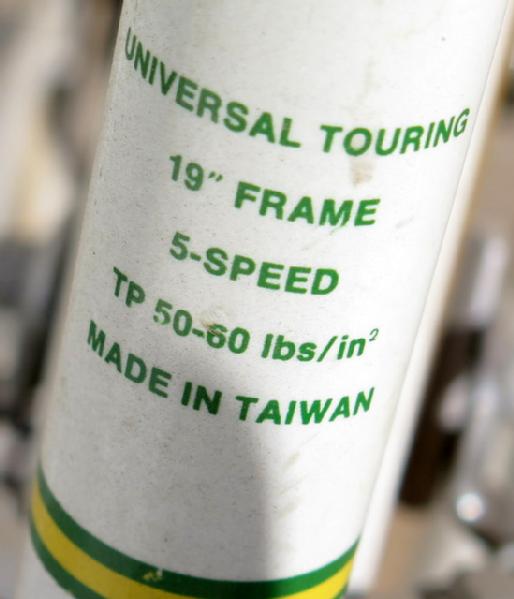 UNIVERSAL TOURING
19" FRAME
5-SPEED
TP 50-60 lbs/in²
MADE IN TAIWAN